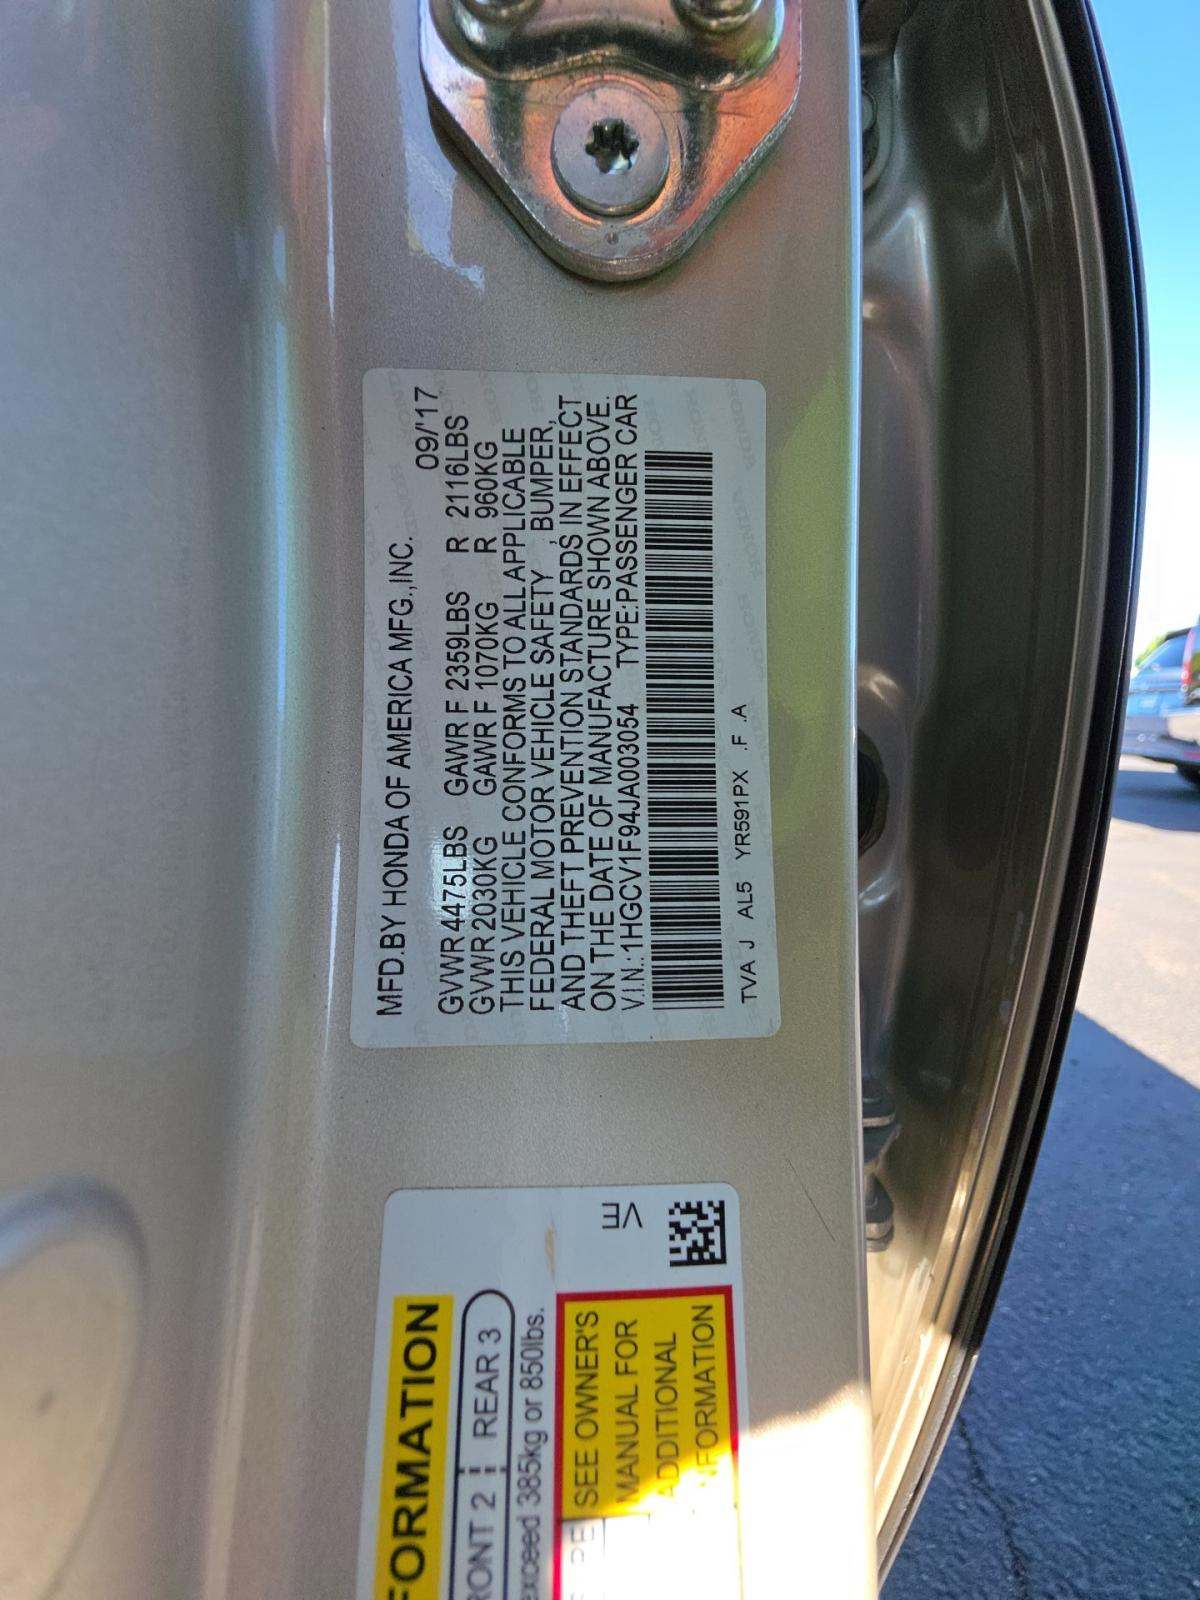 MFD.BY HONDA OF AMERICA MFG.,INC.
09/'17
GVWR 4475LBS GAWR F 2359LBS R 2116LBS
GVWR 2030KG GAWR F 1070KG R 960KG
THIS VEHICLE CONFORMS TO ALL APPLICABLE
FEDERAL MOTOR VEHICLE SAFETY , BUMPER,
AND THEFT PREVENTION STANDARDS IN EFFECT
ON THE DATE OF MANUFACTURE SHOWN ABOVE.
V.I.N.:1HGCV1F94JA003054 TYPE:PASSENGER CAR
TVA J AL5 YR591PX .F .A
VE
FORMATION
RONT 2 REAR 3
exceed 385kg or 850lbs.
SEE OWNER'S
MANUAL FOR
ADDITIONAL
INFORMATION